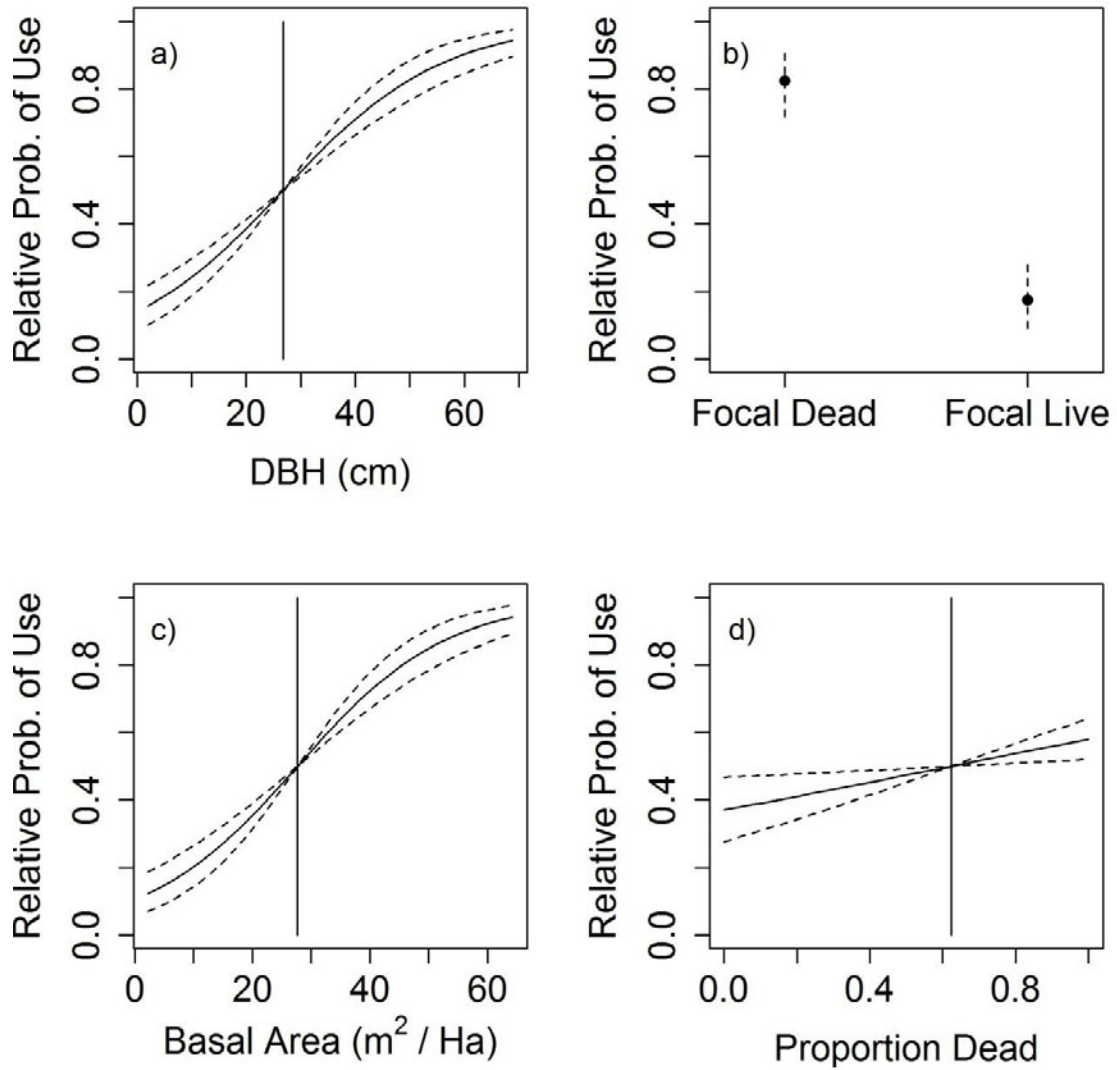 a)
Relative Prob. of Use
0.0 0.4 0.8
0 20 40 60
DBH (cm)
b)
Relative Prob. of Use
0.0 0.4 0.8
Focal Dead Focal Live
c)
Relative Prob. of Use
0.0 0.4 0.8
0 20 40 60
Basal Area (m² / Ha)
d)
Relative Prob. of Use
0.0 0.4 0.8
0.0 0.4 0.8
Proportion Dead